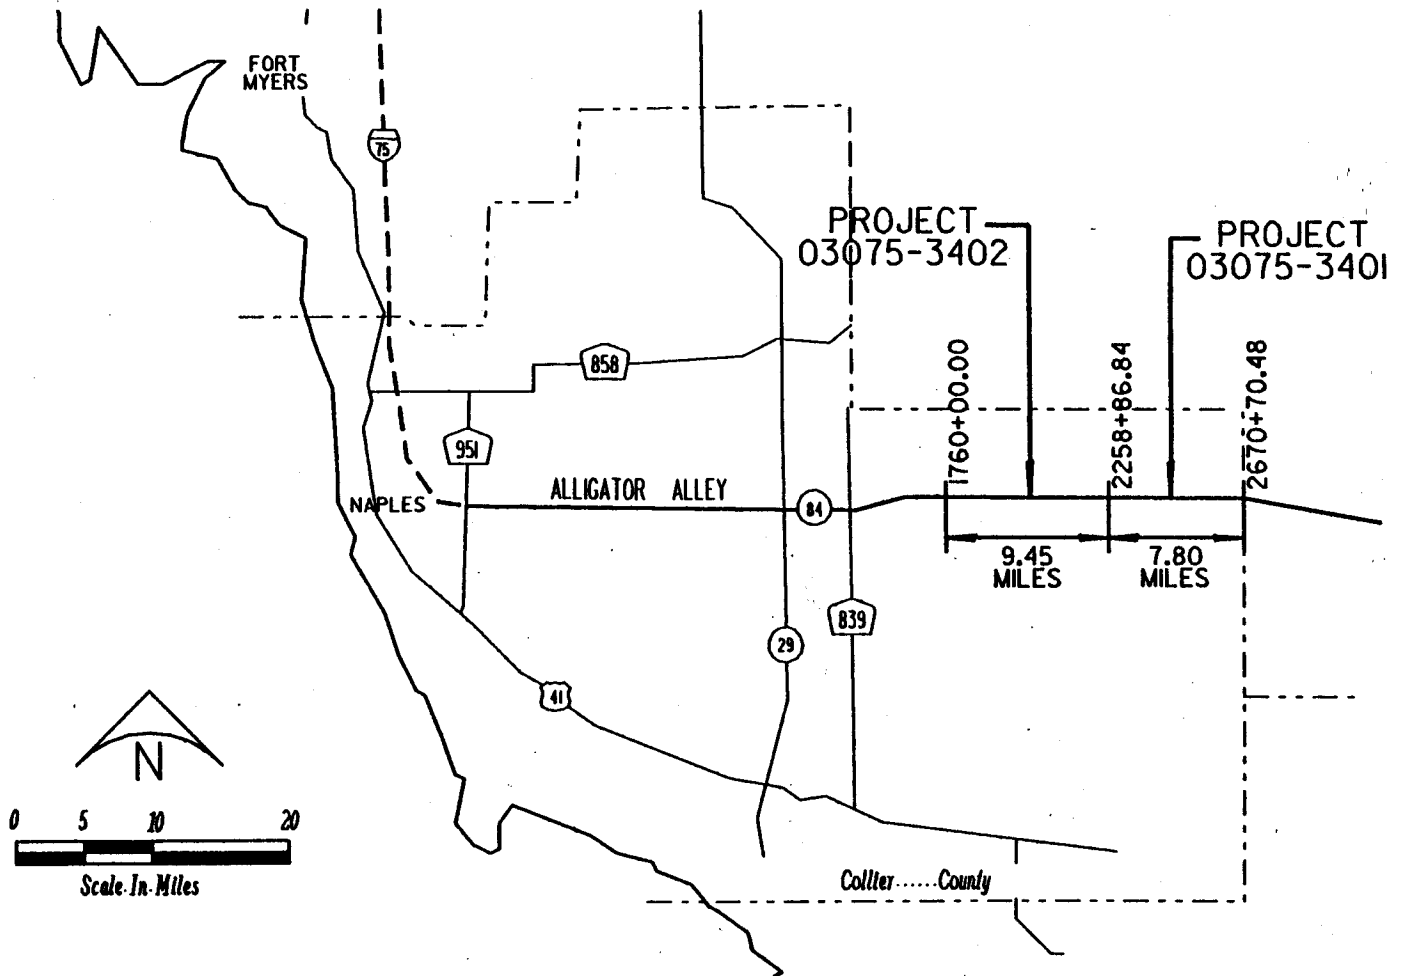 FORT
MYERS
75
PROJECT
03075-3402
PROJECT
03075-3401
858
951
1760+00.00
2258+86.84
2670+70.48
NAPLES
ALLIGATOR ALLEY
84
9.45
MILES
7.80
MILES
839
29
41
N
0 5 10 20
Scale-In-Miles
Collier......County